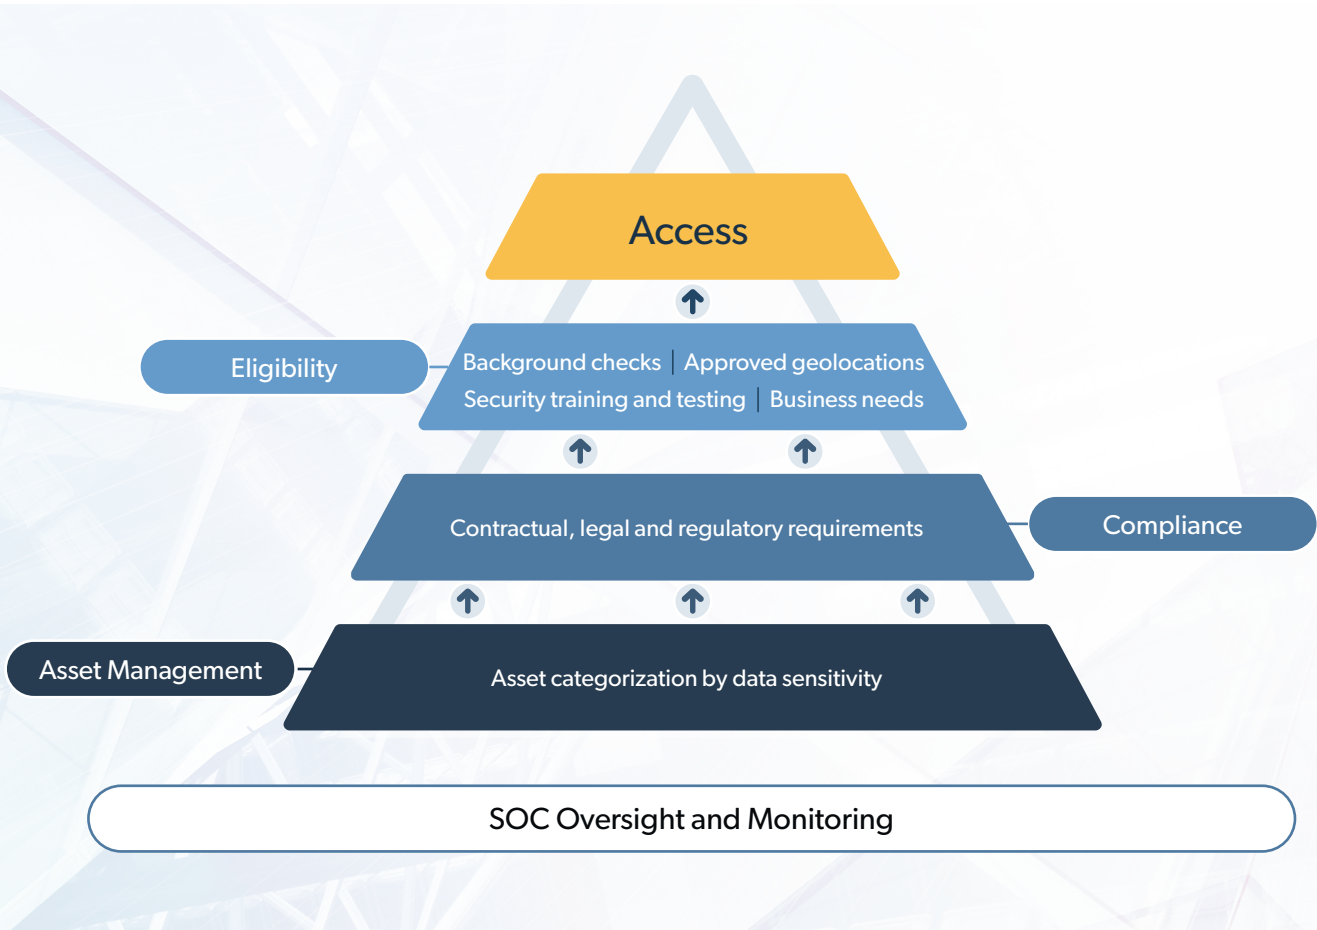 Access
Eligibility
Background checks | Approved geolocations
Security training and testing | Business needs
Contractual, legal and regulatory requirements
Compliance
Asset Management
Asset categorization by data sensitivity
SOC Oversight and Monitoring